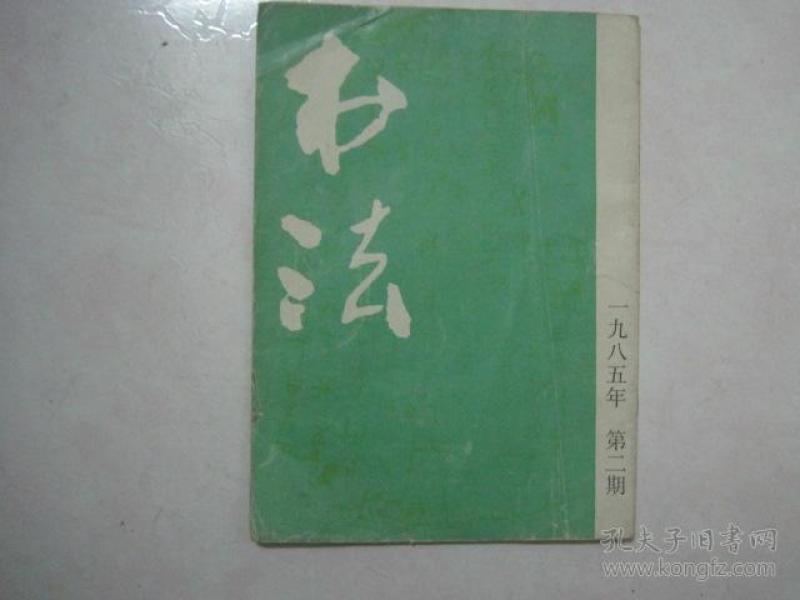 书法
一九八五年 第二期
孔夫子旧书网
www.kongfz.com